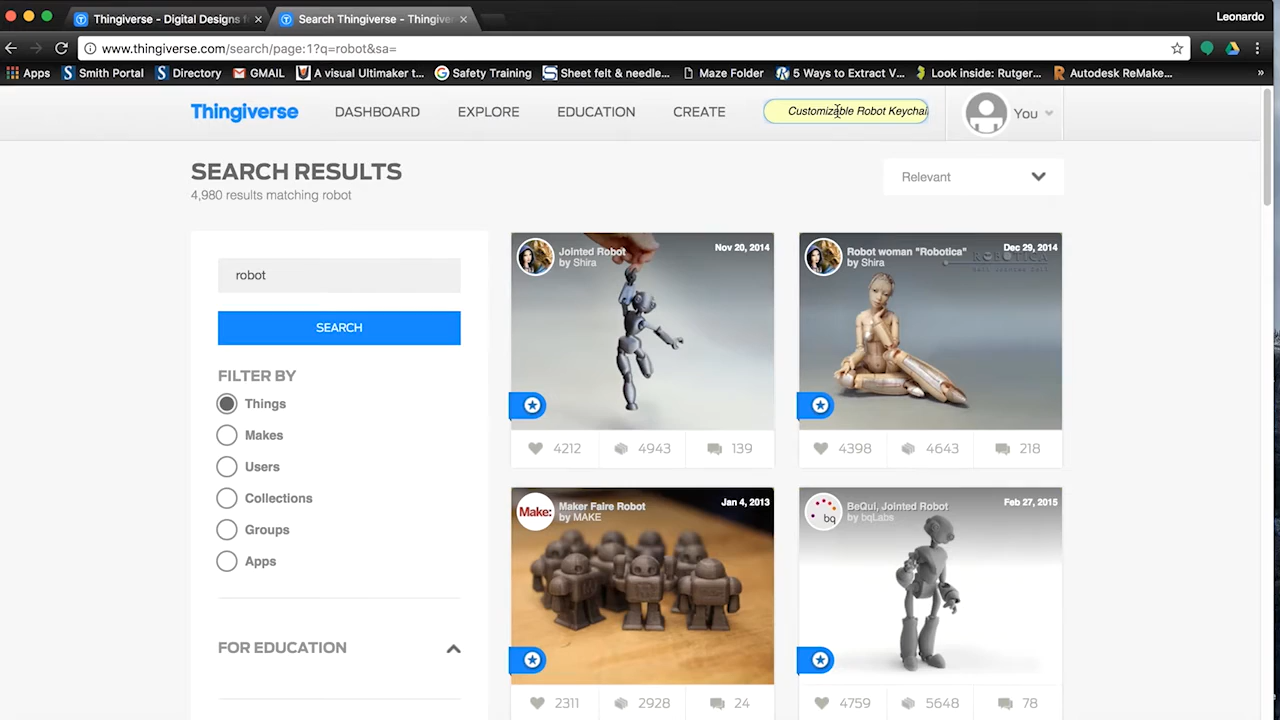 Thingiverse - Digital Designs f
Search Thingiverse - Thingiver
Leonardo
www.thingiverse.com/search/page:1?q=robot&sa=
Apps
Smith Portal
Directory
GMAIL
A visual Ultimaker t...
Safety Training
Sheet felt & needle...
Maze Folder
5 Ways to Extract V...
Look inside: Rutger...
Autodesk ReMake...
»
Thingiverse
DASHBOARD
EXPLORE
EDUCATION
CREATE
Customizable Robot Keychai
You
SEARCH RESULTS
4,980 results matching robot
Relevant
robot
SEARCH
FILTER BY
Things
Makes
Users
Collections
Groups
Apps
FOR EDUCATION
Jointed Robot
by Shira
Nov 20, 2014
4212
4943
139
Robot woman "Robotica"
by Shira
Dec 29, 2014
ROBOTICA
4398
4643
218
Make:
Maker Faire Robot
by MAKE
Jan 4, 2013
2311
2928
24
bq
BeQui, Jointed Robot
by bqLabs
Feb 27, 2015
4759
5648
78